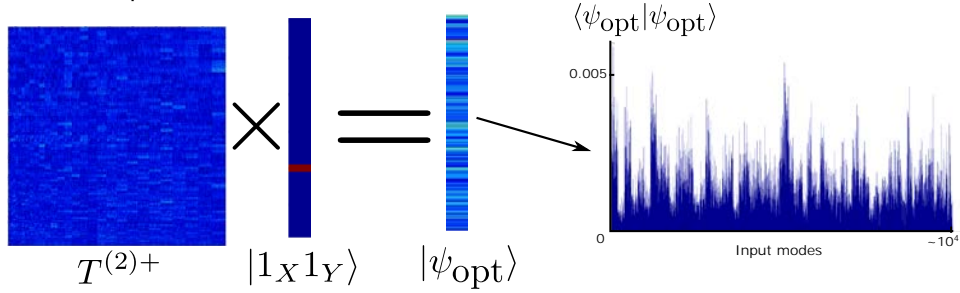 ⟨ψ_opt|ψ_opt⟩
0.005
0
Input modes
~10⁴
T^{(2)+}
|1_X 1_Y⟩
|ψ_opt⟩